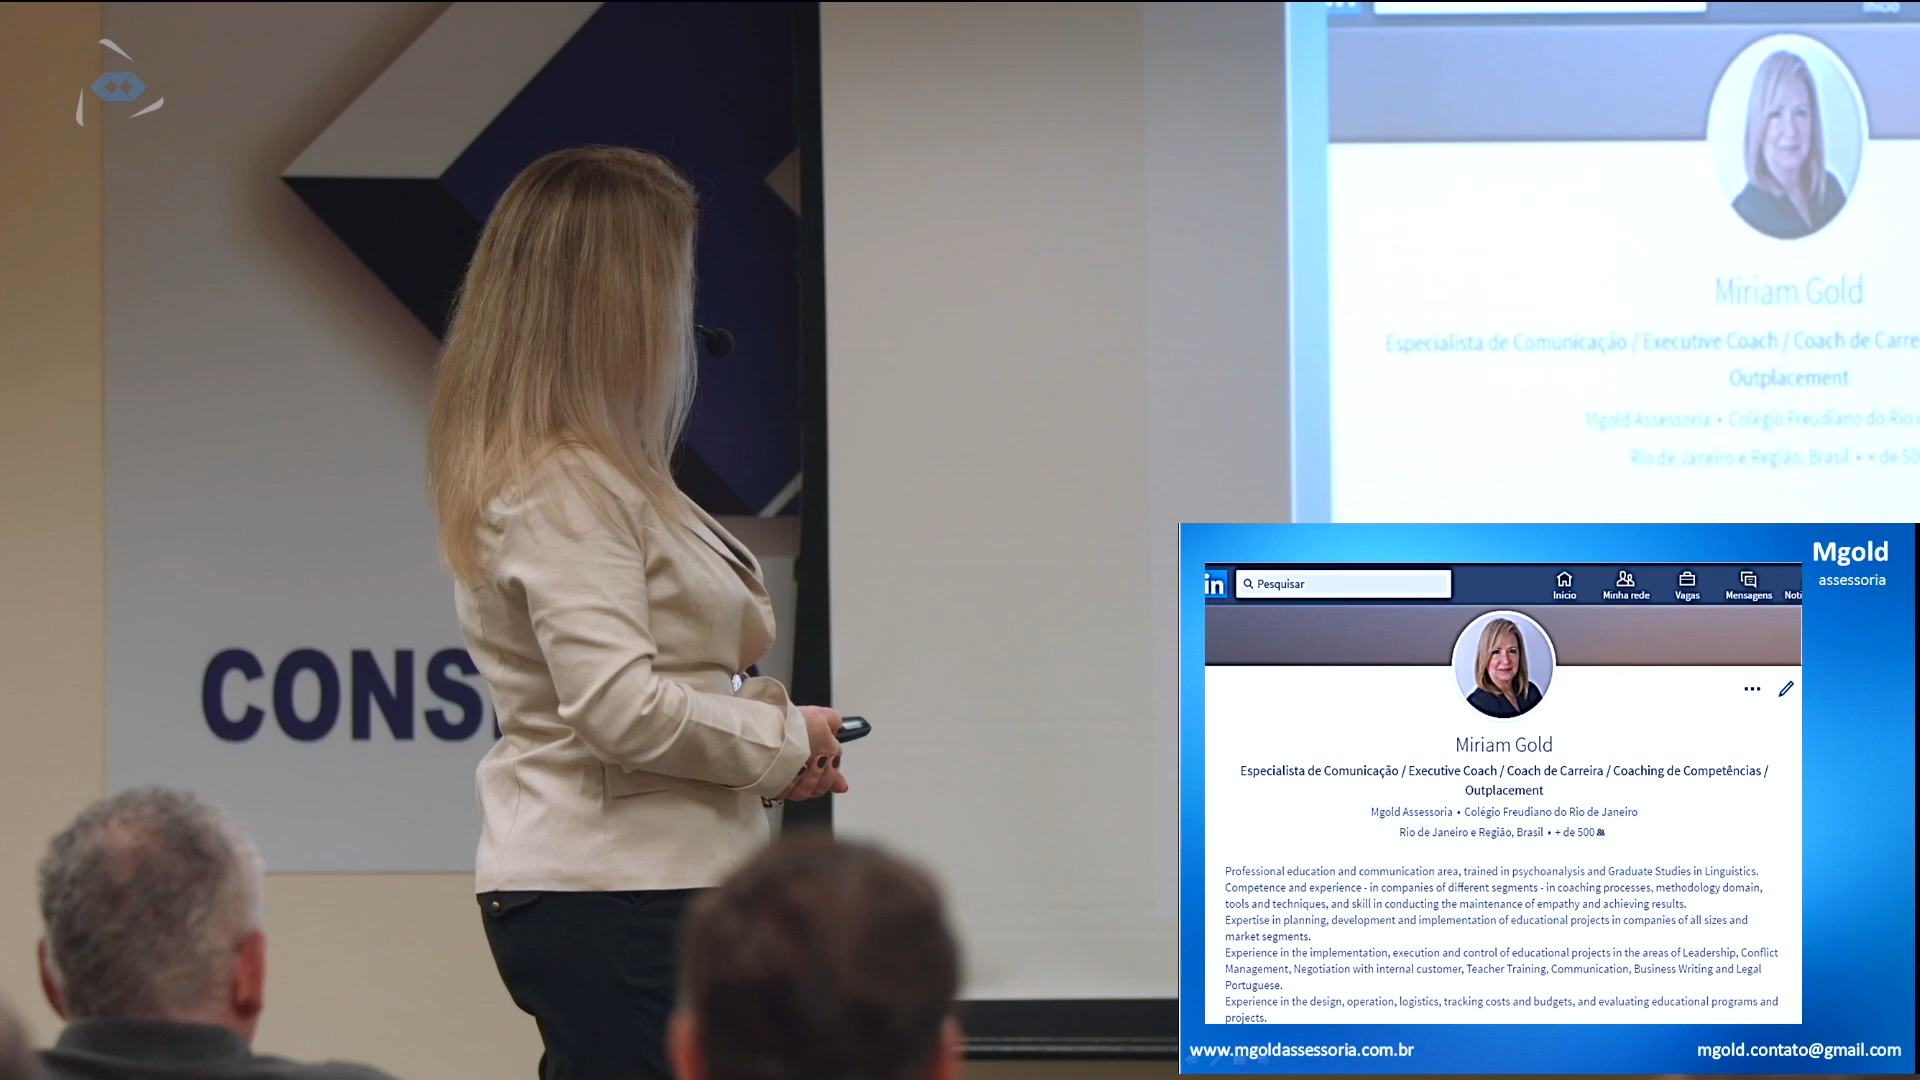 CONS
Início
Miriam Gold
Especialista de Comunicação / Executive Coach / Coach de Carre
Outplacement
Mgold Assessoria • Colégio Freudiano do Rio
Rio de Janeiro e Região, Brasil • + de 50
Mgold
assessoria
in Pesquisar Início Minha rede Vagas Mensagens Noti
Miriam Gold
Especialista de Comunicação / Executive Coach / Coach de Carreira / Coaching de Competências /
Outplacement
Mgold Assessoria • Colégio Freudiano do Rio de Janeiro
Rio de Janeiro e Região, Brasil • + de 500
Professional education and communication area, trained in psychoanalysis and Graduate Studies in Linguistics.
Competence and experience - in companies of different segments - in coaching processes, methodology domain,
tools and techniques, and skill in conducting the maintenance of empathy and achieving results.
Expertise in planning, development and implementation of educational projects in companies of all sizes and
market segments.
Experience in the implementation, execution and control of educational projects in the areas of Leadership, Conflict
Management, Negotiation with internal customer, Teacher Training, Communication, Business Writing and Legal
Portuguese.
Experience in the design, operation, logistics, tracking costs and budgets, and evaluating educational programs and
projects.
www.mgoldassessoria.com.br
mgold.contato@gmail.com